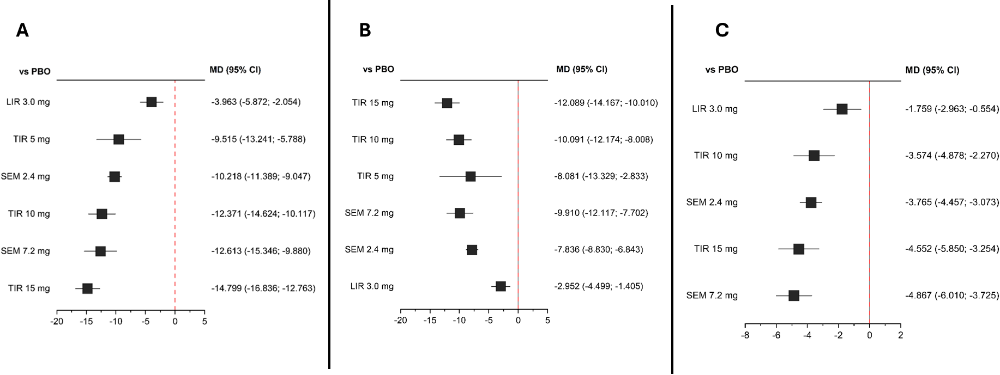 A
vs PBO MD (95% CI)
LIR 3.0 mg -3.963 (-5.872; -2.054)
TIR 5 mg -9.515 (-13.241; -5.788)
SEM 2.4 mg -10.218 (-11.389; -9.047)
TIR 10 mg -12.371 (-14.624; -10.117)
SEM 7.2 mg -12.613 (-15.346; -9.880)
TIR 15 mg -14.799 (-16.836; -12.763)
-20 -15 -10 -5 0 5
B
vs PBO MD (95% CI)
TIR 15 mg -12.089 (-14.167; -10.010)
TIR 10 mg -10.091 (-12.174; -8.008)
TIR 5 mg -8.081 (-13.329; -2.833)
SEM 7.2 mg -9.910 (-12.117; -7.702)
SEM 2.4 mg -7.836 (-8.830; -6.843)
LIR 3.0 mg -2.952 (-4.499; -1.405)
-20 -15 -10 -5 0 5
C
vs PBO MD (95% CI)
LIR 3.0 mg -1.759 (-2.963; -0.554)
TIR 10 mg -3.574 (-4.878; -2.270)
SEM 2.4 mg -3.765 (-4.457; -3.073)
TIR 15 mg -4.552 (-5.850; -3.254)
SEM 7.2 mg -4.867 (-6.010; -3.725)
-8 -6 -4 -2 0 2